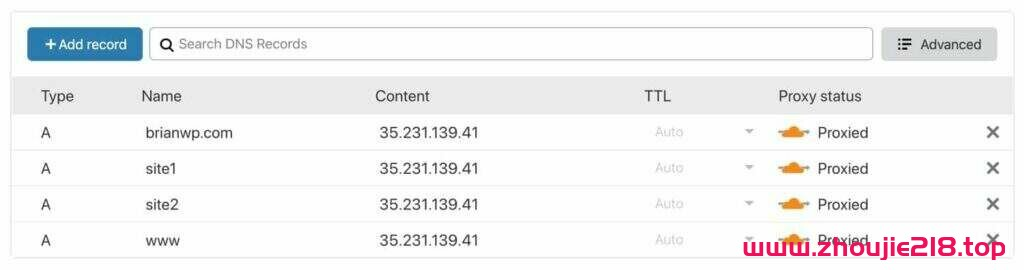 + Add record Search DNS Records Advanced
Type Name Content TTL Proxy status
A brianwp.com 35.231.139.41 Auto Proxied
A site1 35.231.139.41 Auto Proxied
A site2 35.231.139.41 Auto Proxied
A www 35.231.139.41 Auto Proxied
www.zhoujie218.top